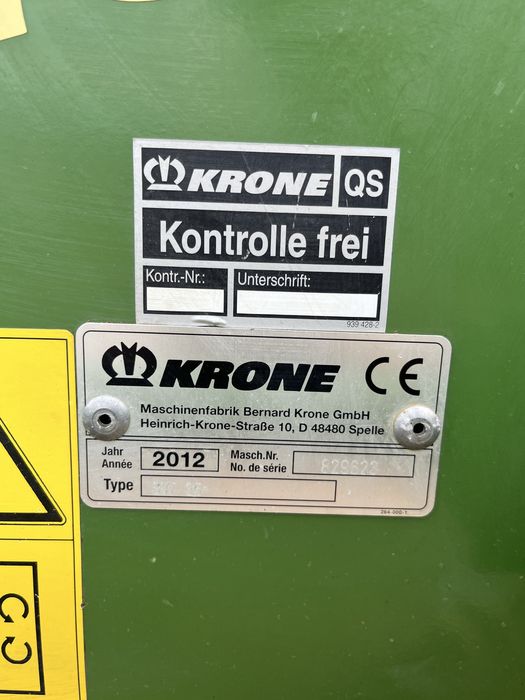 KRONE QS
Kontrolle frei
Kontr.-Nr.: Unterschrift:
939 428-2
KRONE CE
Maschinenfabrik Bernard Krone GmbH
Heinrich-Krone-Straße 10, D 48480 Spelle
Jahr
Année 2012 Masch.Nr.
No. de série
Type